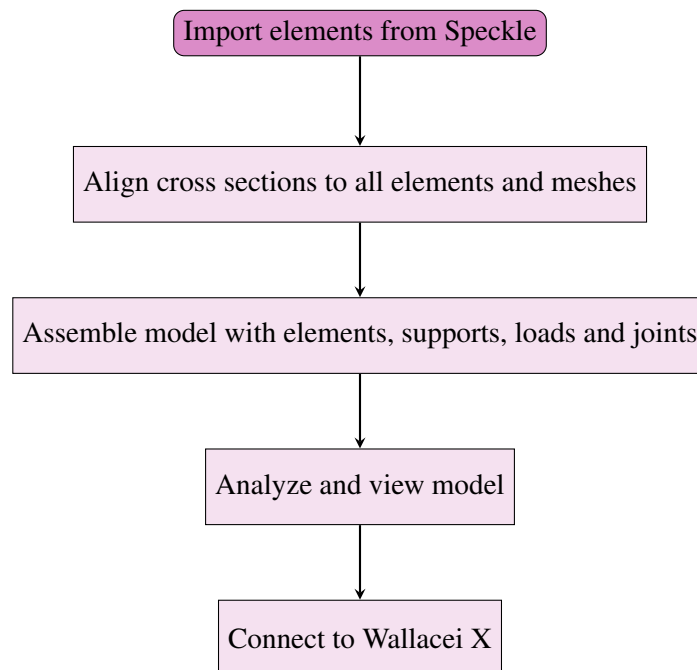 Import elements from Speckle
Align cross sections to all elements and meshes
Assemble model with elements, supports, loads and joints
Analyze and view model
Connect to Wallacei X